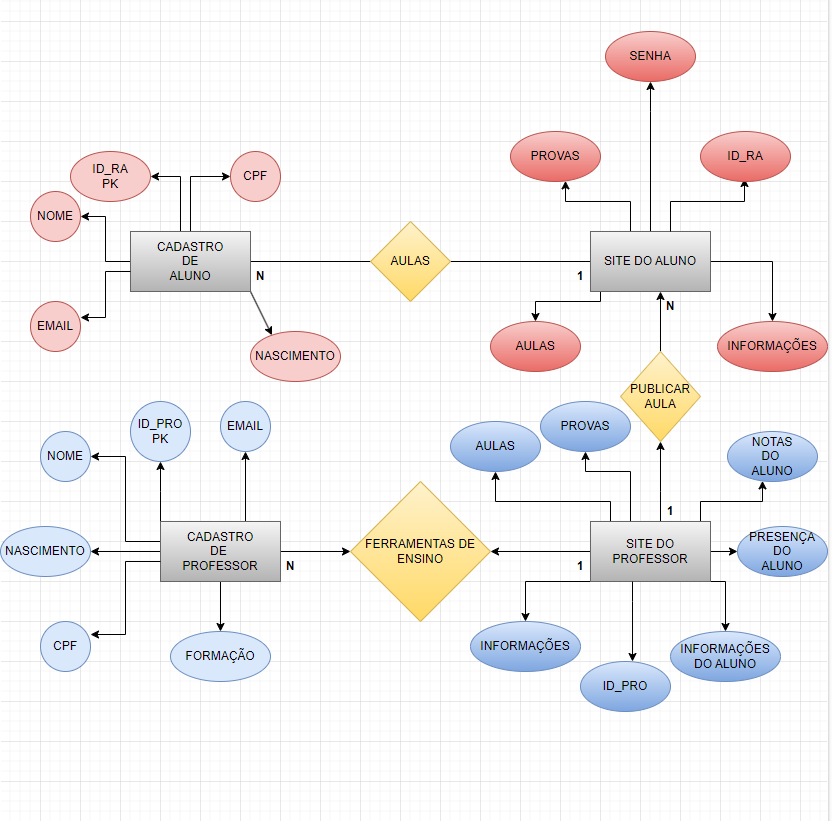 SENHA
PROVAS
ID_RA
ID_RA
PK
CPF
NOME
CADASTRO
DE
ALUNO
N
AULAS
1
SITE DO ALUNO
N
EMAIL
NASCIMENTO
AULAS
INFORMAÇÕES
PUBLICAR
AULA
ID_PRO
PK
EMAIL
NOME
AULAS
PROVAS
NOTAS
DO
ALUNO
1
NASCIMENTO
CADASTRO
DE
PROFESSOR
N
FERRAMENTAS DE
ENSINO
1
SITE DO
PROFESSOR
PRESENÇA
DO
ALUNO
CPF
FORMAÇÃO
INFORMAÇÕES
ID_PRO
INFORMAÇÕES
DO ALUNO